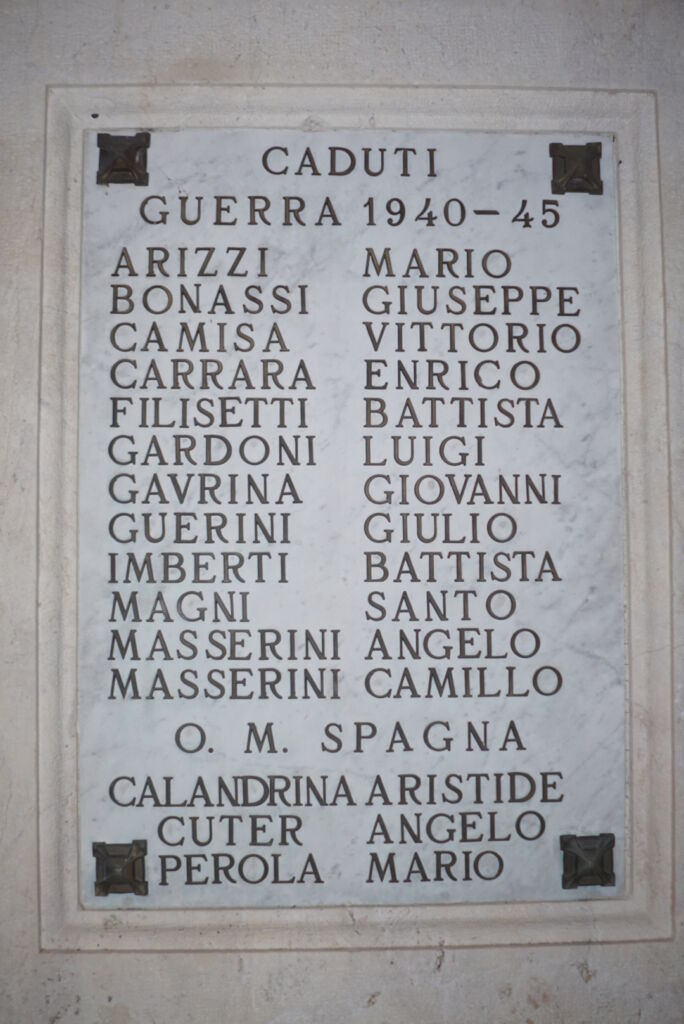 CADUTI
GUERRA 1940-45
ARIZZI MARIO
BONASSI GIUSEPPE
CAMISA VITTORIO
CARRARA ENRICO
FILISETTI BATTISTA
GARDONI LUIGI
GAVRINA GIOVANNI
GUERINI GIULIO
IMBERTI BATTISTA
MAGNI SANTO
MASSERINI ANGELO
MASSERINI CAMILLO
O. M. SPAGNA
CALANDRINA ARISTIDE
CUTER ANGELO
PEROLA MARIO